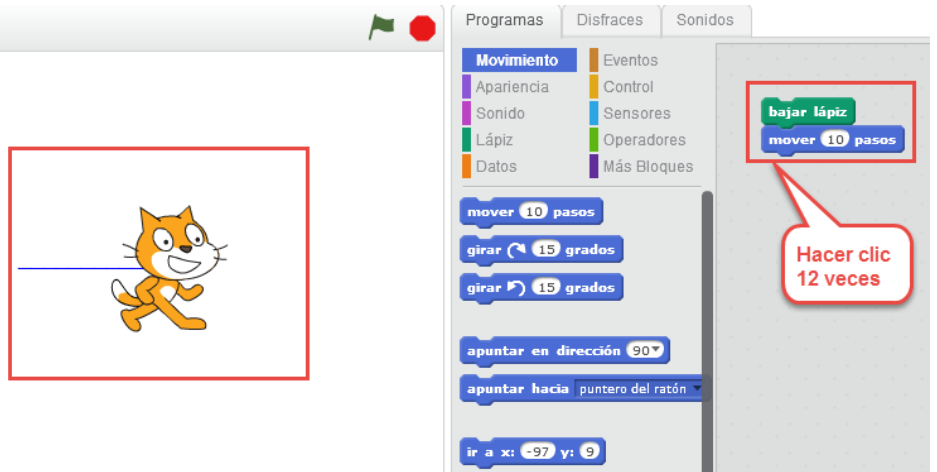 Programas Disfraces Sonidos
Movimiento Eventos
Apariencia Control
Sonido Sensores
Lápiz Operadores
Datos Más Bloques
mover 10 pasos
girar 15 grados
girar 15 grados
apuntar en dirección 90
apuntar hacia puntero del ratón
ir a x: -97 y: 9
bajar lápiz
mover 10 pasos
Hacer clic
12 veces